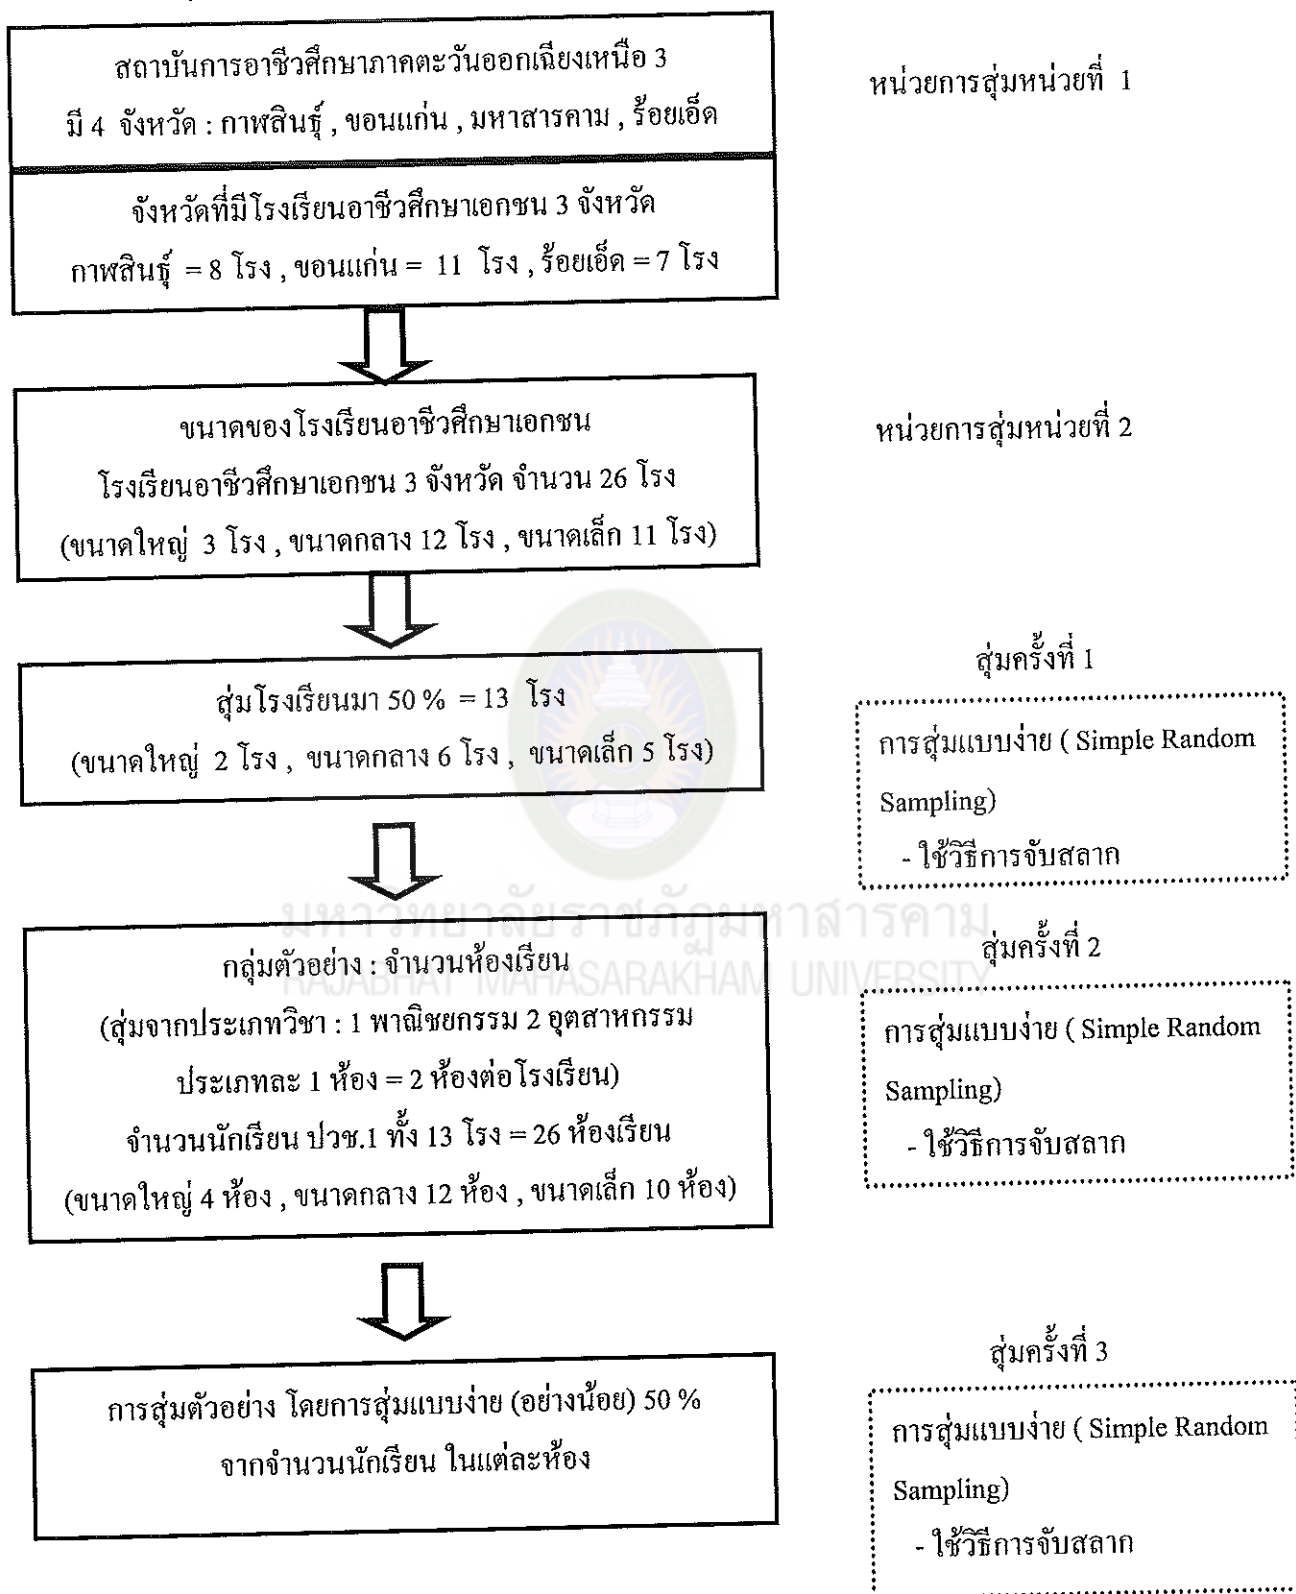 สถาบันการอาชีวศึกษาภาคตะวันออกเฉียงเหนือ 3
มี 4 จังหวัด : กาฬสินธุ์ , ขอนแก่น , มหาสารคาม , ร้อยเอ็ด
หน่วยการสุ่มหน่วยที่ 1
จังหวัดที่มีโรงเรียนอาชีวศึกษาเอกชน 3 จังหวัด
กาฬสินธุ์ = 8 โรง , ขอนแก่น = 11 โรง , ร้อยเอ็ด = 7 โรง
ขนาดของโรงเรียนอาชีวศึกษาเอกชน
โรงเรียนอาชีวศึกษาเอกชน 3 จังหวัด จำนวน 26 โรง
(ขนาดใหญ่ 3 โรง , ขนาดกลาง 12 โรง , ขนาดเล็ก 11 โรง)
หน่วยการสุ่มหน่วยที่ 2
สุ่มโรงเรียนมา 50 % = 13 โรง
(ขนาดใหญ่ 2 โรง , ขนาดกลาง 6 โรง , ขนาดเล็ก 5 โรง)
สุ่มครั้งที่ 1
การสุ่มแบบง่าย ( Simple Random
Sampling)
- ใช้วิธีการจับสลาก
มหาวิทยาลัยราชภัฏมหาสารคาม
RAJABHAT MAHASARAKHAM UNIVERSITY
กลุ่มตัวอย่าง : จำนวนห้องเรียน
(สุ่มจากประเภทวิชา : 1 พาณิชยกรรม 2 อุตสาหกรรม
ประเภทละ 1 ห้อง = 2 ห้องต่อโรงเรียน)
จำนวนนักเรียน ปวช.1 ทั้ง 13 โรง = 26 ห้องเรียน
(ขนาดใหญ่ 4 ห้อง , ขนาดกลาง 12 ห้อง , ขนาดเล็ก 10 ห้อง)
สุ่มครั้งที่ 2
การสุ่มแบบง่าย ( Simple Random
Sampling)
- ใช้วิธีการจับสลาก
การสุ่มตัวอย่าง โดยการสุ่มแบบง่าย (อย่างน้อย) 50 %
จากจำนวนนักเรียน ในแต่ละห้อง
สุ่มครั้งที่ 3
การสุ่มแบบง่าย ( Simple Random
Sampling)
- ใช้วิธีการจับสลาก